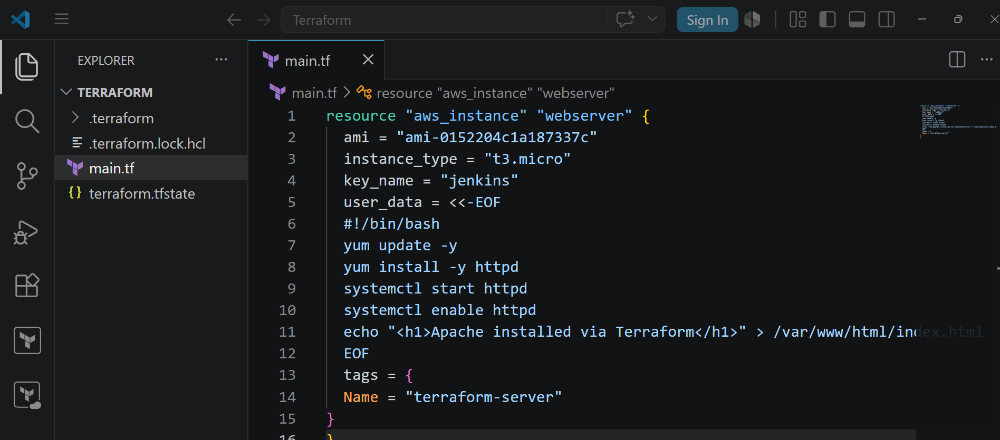 Terraform
Sign In
EXPLORER
TERRAFORM
.terraform
.terraform.lock.hcl
main.tf
terraform.tfstate
main.tf
main.tf > resource "aws_instance" "webserver"
1 resource "aws_instance" "webserver" {
2 ami = "ami-0152204c1a187337c"
3 instance_type = "t3.micro"
4 key_name = "jenkins"
5 user_data = <<-EOF
6 #!/bin/bash
7 yum update -y
8 yum install -y httpd
9 systemctl start httpd
10 systemctl enable httpd
11 echo "<h1>Apache installed via Terraform</h1>" > /var/www/html/index.html
12 EOF
13 tags = {
14 Name = "terraform-server"
15 }
16 }